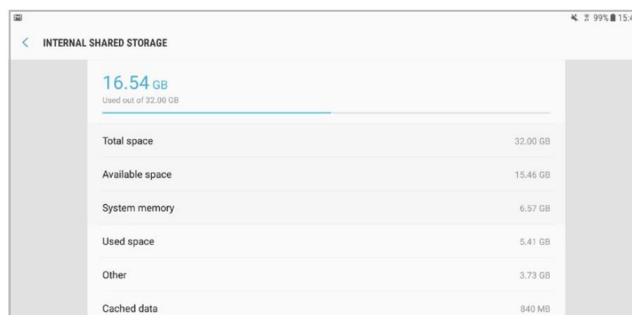 99% 15:4
INTERNAL SHARED STORAGE
16.54 GB
Used out of 32.00 GB
Total space 32.00 GB
Available space 15.46 GB
System memory 6.57 GB
Used space 5.41 GB
Other 3.73 GB
Cached data 840 MB